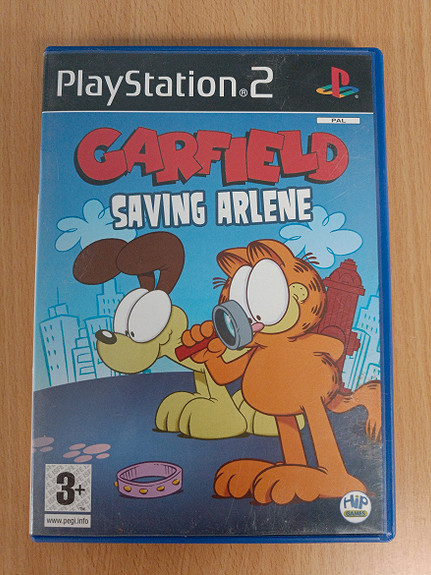 PlayStation®2
PAL
GARFIELD
SAVING ARLENE
3+
www.pegi.info
HIP
GAMES